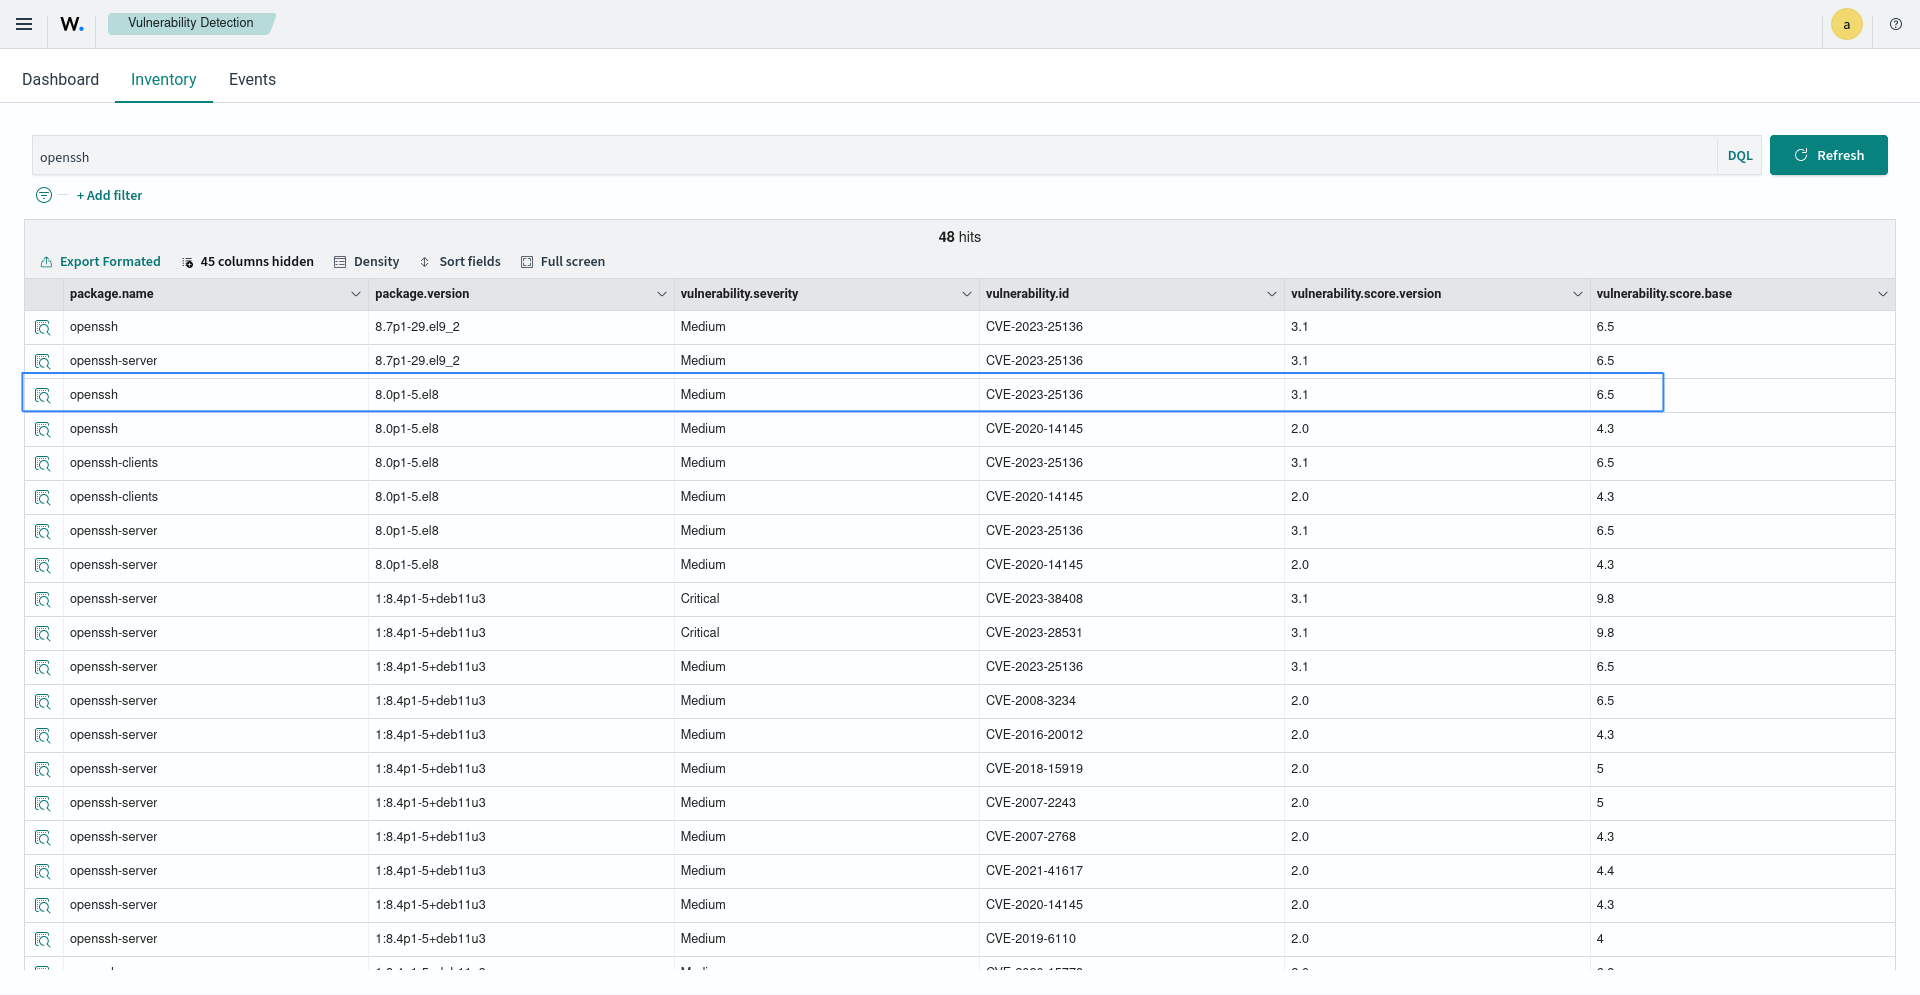 W. Vulnerability Detection a
Dashboard Inventory Events
openssh DQL Refresh
+ Add filter
48 hits
Export Formated 45 columns hidden Density Sort fields Full screen
package.name package.version vulnerability.severity vulnerability.id vulnerability.score.version vulnerability.score.base
openssh 8.7p1-29.el9_2 Medium CVE-2023-25136 3.1 6.5
openssh-server 8.7p1-29.el9_2 Medium CVE-2023-25136 3.1 6.5
openssh 8.0p1-5.el8 Medium CVE-2023-25136 3.1 6.5
openssh 8.0p1-5.el8 Medium CVE-2020-14145 2.0 4.3
openssh-clients 8.0p1-5.el8 Medium CVE-2023-25136 3.1 6.5
openssh-clients 8.0p1-5.el8 Medium CVE-2020-14145 2.0 4.3
openssh-server 8.0p1-5.el8 Medium CVE-2023-25136 3.1 6.5
openssh-server 8.0p1-5.el8 Medium CVE-2020-14145 2.0 4.3
openssh-server 1:8.4p1-5+deb11u3 Critical CVE-2023-38408 3.1 9.8
openssh-server 1:8.4p1-5+deb11u3 Critical CVE-2023-28531 3.1 9.8
openssh-server 1:8.4p1-5+deb11u3 Medium CVE-2023-25136 3.1 6.5
openssh-server 1:8.4p1-5+deb11u3 Medium CVE-2008-3234 2.0 6.5
openssh-server 1:8.4p1-5+deb11u3 Medium CVE-2016-20012 2.0 4.3
openssh-server 1:8.4p1-5+deb11u3 Medium CVE-2018-15919 2.0 5
openssh-server 1:8.4p1-5+deb11u3 Medium CVE-2007-2243 2.0 5
openssh-server 1:8.4p1-5+deb11u3 Medium CVE-2007-2768 2.0 4.3
openssh-server 1:8.4p1-5+deb11u3 Medium CVE-2021-41617 2.0 4.4
openssh-server 1:8.4p1-5+deb11u3 Medium CVE-2020-14145 2.0 4.3
openssh-server 1:8.4p1-5+deb11u3 Medium CVE-2019-6110 2.0 4